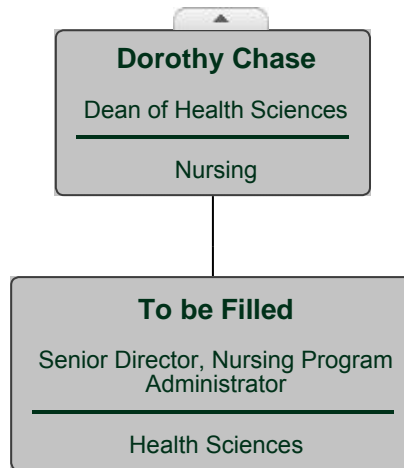 Dorothy Chase
Dean of Health Sciences
Nursing
To be Filled
Senior Director, Nursing Program
Administrator
Health Sciences